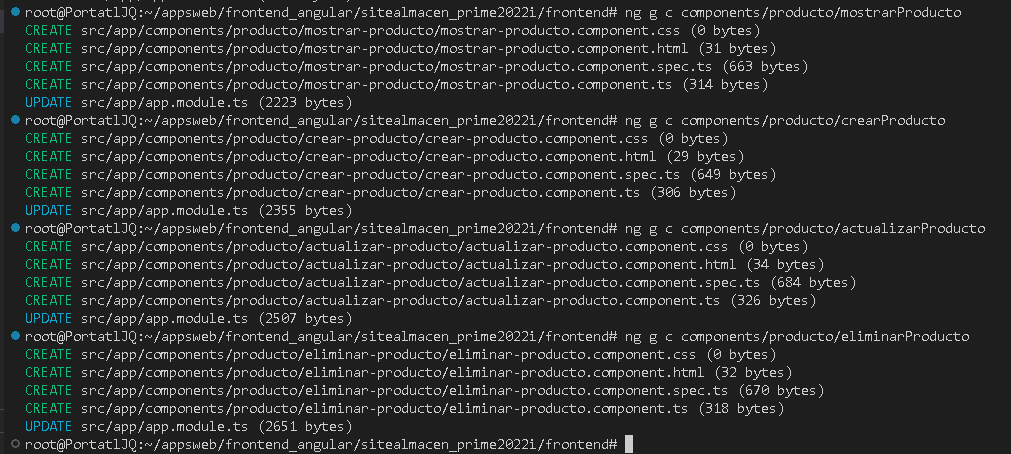 root@PortatlJQ:~/appsweb/frontend_angular/sitealmacen_prime2022i/frontend# ng g c components/producto/mostrarProducto
CREATE src/app/components/producto/mostrar-producto/mostrar-producto.component.css (0 bytes)
CREATE src/app/components/producto/mostrar-producto/mostrar-producto.component.html (31 bytes)
CREATE src/app/components/producto/mostrar-producto/mostrar-producto.component.spec.ts (663 bytes)
CREATE src/app/components/producto/mostrar-producto/mostrar-producto.component.ts (314 bytes)
UPDATE src/app/app.module.ts (2223 bytes)
root@PortatlJQ:~/appsweb/frontend_angular/sitealmacen_prime2022i/frontend# ng g c components/producto/crearProducto
CREATE src/app/components/producto/crear-producto/crear-producto.component.css (0 bytes)
CREATE src/app/components/producto/crear-producto/crear-producto.component.html (29 bytes)
CREATE src/app/components/producto/crear-producto/crear-producto.component.spec.ts (649 bytes)
CREATE src/app/components/producto/crear-producto/crear-producto.component.ts (306 bytes)
UPDATE src/app/app.module.ts (2355 bytes)
root@PortatlJQ:~/appsweb/frontend_angular/sitealmacen_prime2022i/frontend# ng g c components/producto/actualizarProducto
CREATE src/app/components/producto/actualizar-producto/actualizar-producto.component.css (0 bytes)
CREATE src/app/components/producto/actualizar-producto/actualizar-producto.component.html (34 bytes)
CREATE src/app/components/producto/actualizar-producto/actualizar-producto.component.spec.ts (684 bytes)
CREATE src/app/components/producto/actualizar-producto/actualizar-producto.component.ts (326 bytes)
UPDATE src/app/app.module.ts (2507 bytes)
root@PortatlJQ:~/appsweb/frontend_angular/sitealmacen_prime2022i/frontend# ng g c components/producto/eliminarProducto
CREATE src/app/components/producto/eliminar-producto/eliminar-producto.component.css (0 bytes)
CREATE src/app/components/producto/eliminar-producto/eliminar-producto.component.html (32 bytes)
CREATE src/app/components/producto/eliminar-producto/eliminar-producto.component.spec.ts (670 bytes)
CREATE src/app/components/producto/eliminar-producto/eliminar-producto.component.ts (318 bytes)
UPDATE src/app/app.module.ts (2651 bytes)
root@PortatlJQ:~/appsweb/frontend_angular/sitealmacen_prime2022i/frontend#